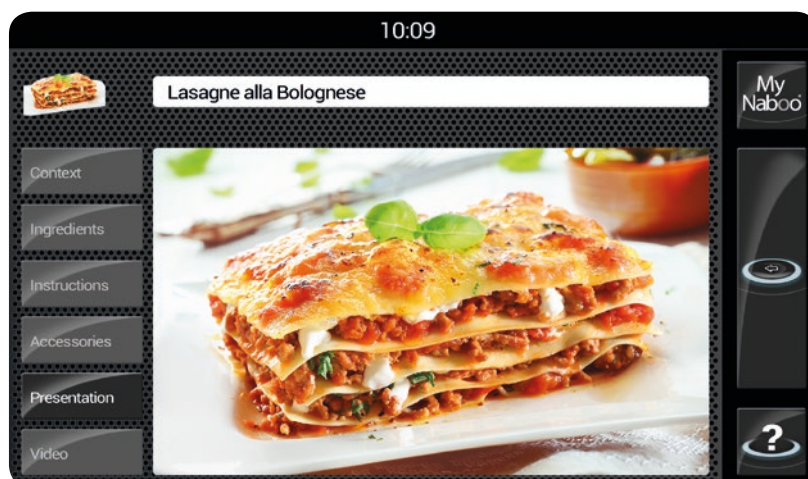 10:09
Lasagne alla Bolognese
My
Naboo
Context
Ingredients
Instructions
Accessories
Presentation
Video
?